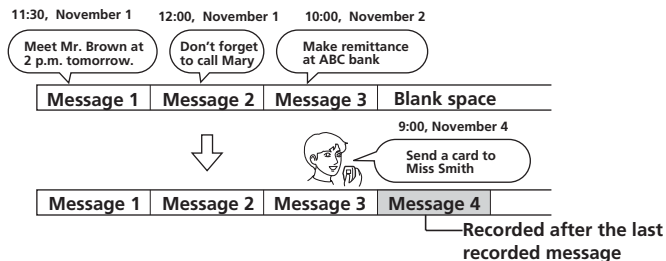 11:30, November 1
12:00, November 1
10:00, November 2
Meet Mr. Brown at
2 p.m. tomorrow.
Don't forget
to call Mary
Make remittance
at ABC bank
Message 1
Message 2
Message 3
Blank space
9:00, November 4
Send a card to
Miss Smith
Message 1
Message 2
Message 3
Message 4
Recorded after the last
recorded message